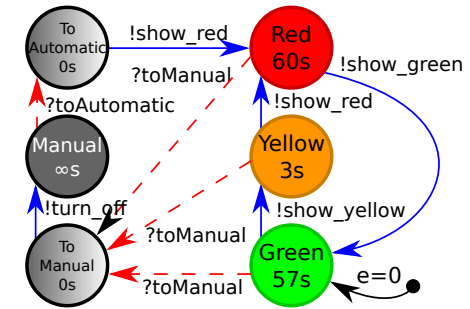 To
Automatic
0s
!show_red
Red
60s
!show_green
?toManual
?toAutomatic
!show_red
Manual
∞s
Yellow
3s
!turn_off
!show_yellow
To
Manual
0s
?toManual
Green
57s
?toManual
e=0